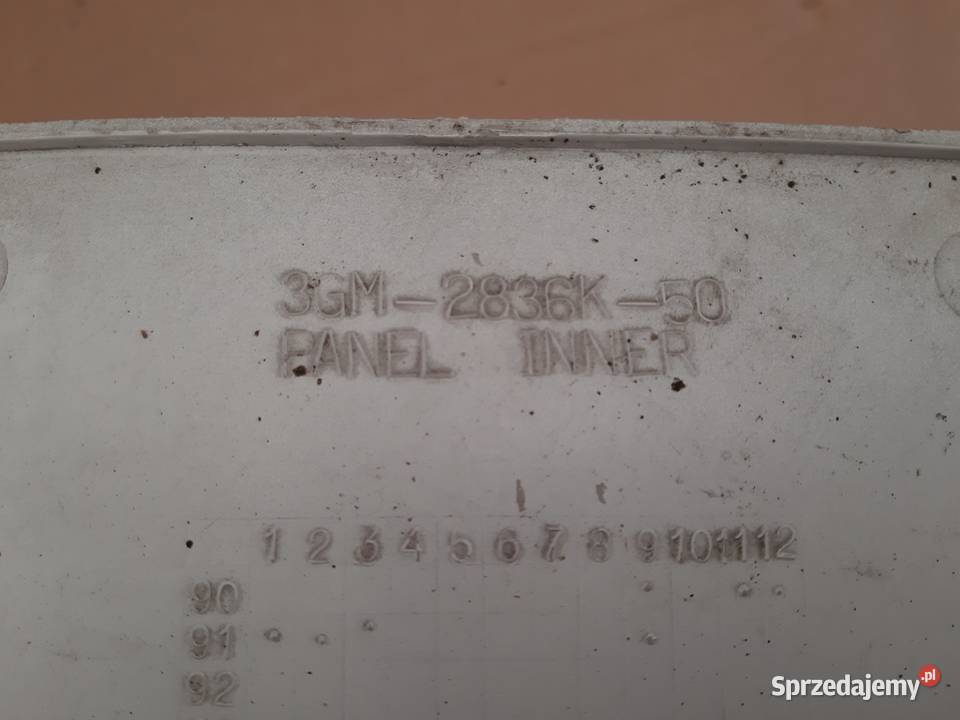 3GM-2836K-50
PANEL INNER
1 2 3 4 5 6 7 8 9 10 11 12
90
91
92
Sprzedajemy.pl